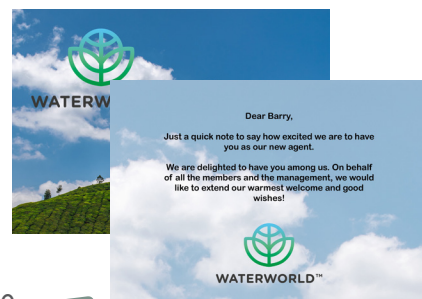 WATERW
Dear Barry,
Just a quick note to say how excited we are to have
you as our new agent.
We are delighted to have you among us. On behalf
of all the members and the management, we would
like to extend our warmest welcome and good
wishes!
WATERWORLD™